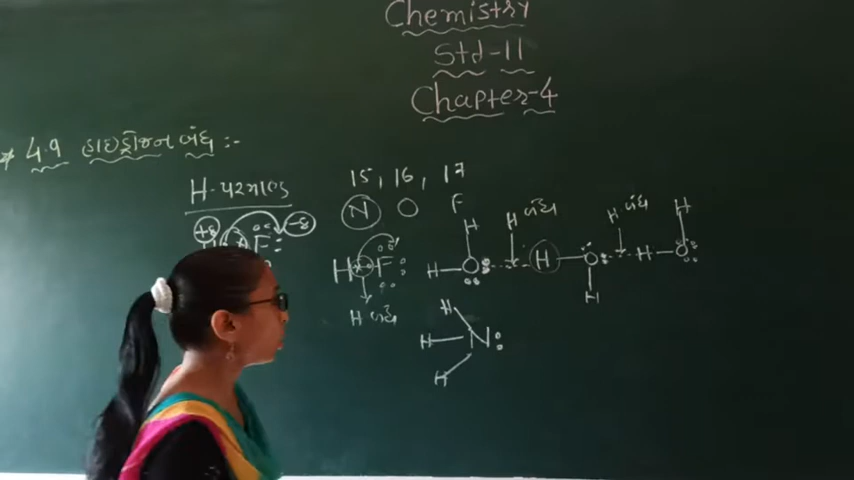 Chemistry
Std-11
Chapter-4
* 4.9 હાઇડ્રોજન બંધ :-
H-પરમાણુ
15, 16, 17
N O F
+δ -δ
F
H F
H બંધ
H
H બંધ
H બંધ
H
H O H O H O
H
H
H N
H